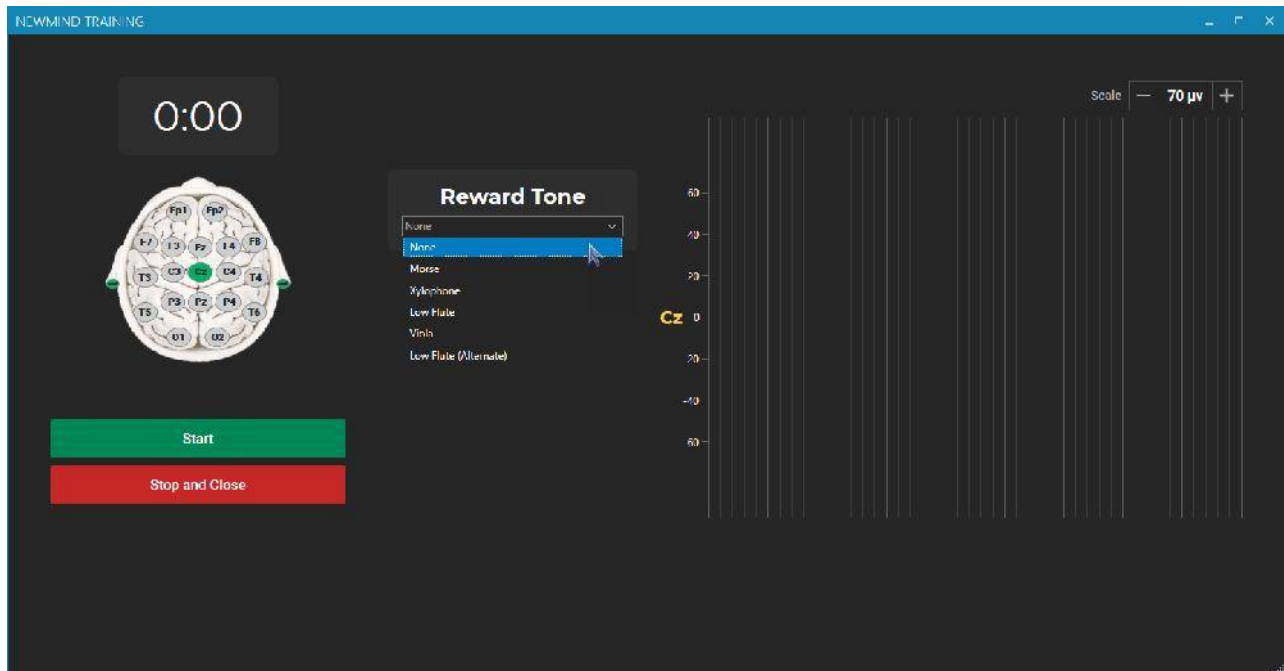 NEWMIND TRAINING
0:00
Scale — 70 μv +
Fp1 Fp2
F7 F3 Fz F4 F8
T3 C3 Cz C4 T4
T5 P3 Pz P4 T6
O1 O2
Start
Stop and Close
Reward Tone
None
None
Morse
Xylophone
Low Flute
Viola
Low Flute (Alternate)
60
40
20
Cz 0
20
-40
60